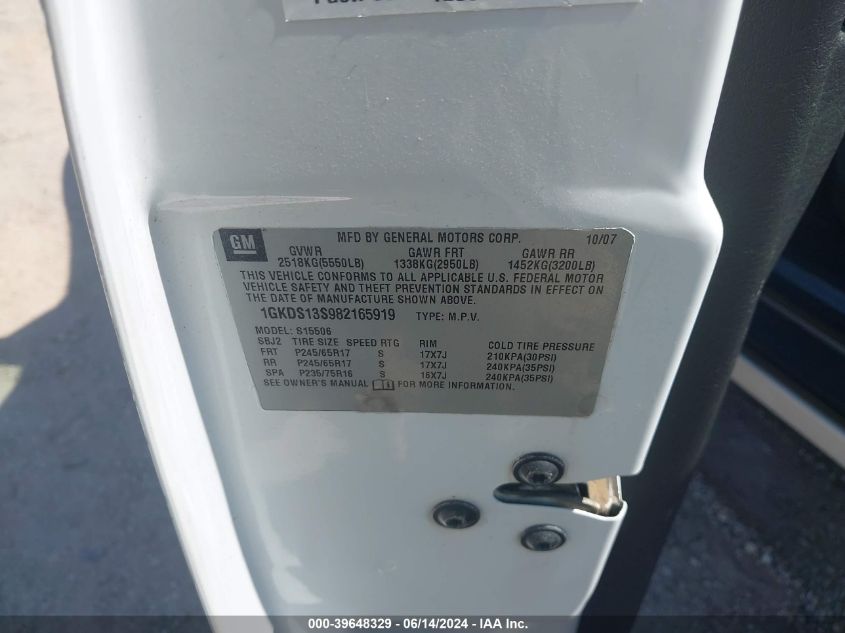 GM
MFD BY GENERAL MOTORS CORP. 10/07
GVWR GAWR FRT GAWR RR
2518KG(5550LB) 1338KG(2950LB) 1452KG(3200LB)
THIS VEHICLE CONFORMS TO ALL APPLICABLE U.S. FEDERAL MOTOR
VEHICLE SAFETY AND THEFT PREVENTION STANDARDS IN EFFECT ON
THE DATE OF MANUFACTURE SHOWN ABOVE.
1GKDS13S982165919 TYPE: M.P.V.
MODEL: S15506
SBJ2 TIRE SIZE SPEED RTG RIM COLD TIRE PRESSURE
FRT P245/65R17 S 17X7J 210KPA(30PSI)
RR P245/65R17 S 17X7J 240KPA(35PSI)
SPA P235/75R16 S 16X7J 240KPA(35PSI)
SEE OWNER'S MANUAL FOR MORE INFORMATION.
000-39648329 - 06/14/2024 - IAA Inc.